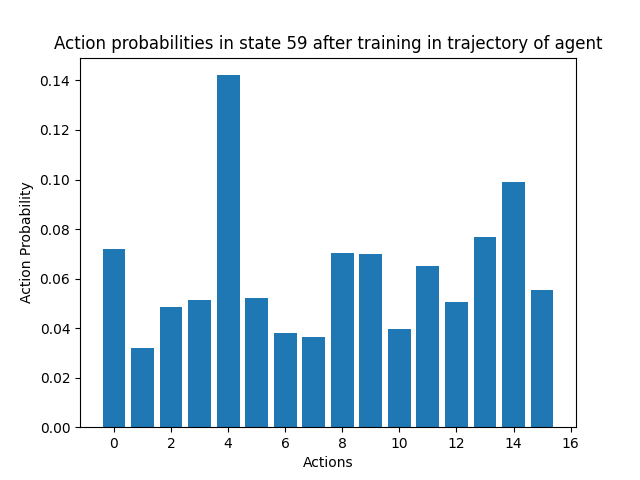 Action probabilities in state 59 after training in trajectory of agent
0.14
0.12
0.10
0.08
0.06
0.04
0.02
0.00
Action Probability
0 2 4 6 8 10 12 14 16
Actions